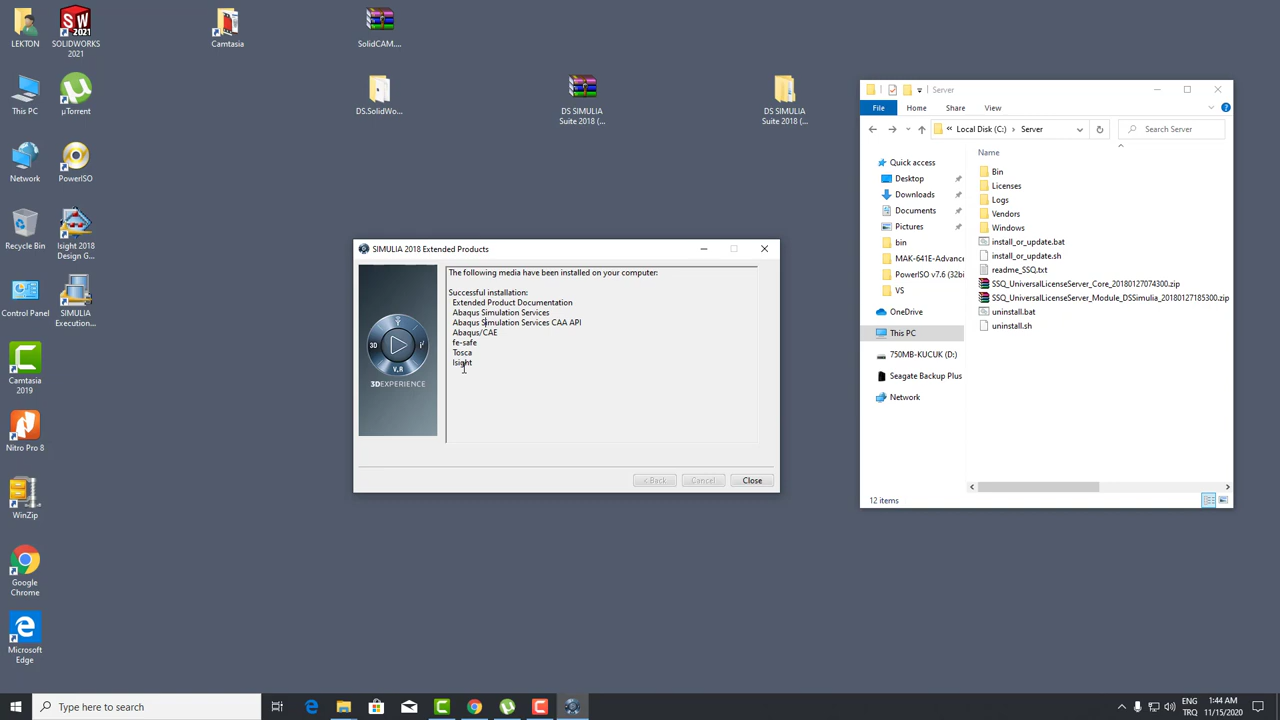 LEKTON
SOLIDWORKS
2021
Camtasia
SolidCAM....
This PC
µTorrent
DS.SolidWo...
DS SIMULIA
Suite 2018 (...
DS SIMULIA
Suite 2018 (...
Network
PowerISO
Recycle Bin
Isight 2018
Design G...
Control Panel
SIMULIA
Execution...
Camtasia
2019
Nitro Pro 8
WinZip
Google
Chrome
Microsoft
Edge
SIMULIA 2018 Extended Products
The following media have been installed on your computer:
Successful installation:
Extended Product Documentation
Abaqus Simulation Services
Abaqus Simulation Services CAA API
Abaqus/CAE
fe-safe
Tosca
Isight
3D
V.R
3DEXPERIENCE
< Back
Cancel
Close
Server
File
Home
Share
View
Local Disk (C:)
Server
Search Server
Name
Quick access
Desktop
Downloads
Documents
Pictures
bin
MAK-641E-Advance
PowerISO v7.6 (32bi
VS
OneDrive
This PC
750MB-KUCUK (D:)
Seagate Backup Plus
Network
Bin
Licenses
Logs
Vendors
Windows
install_or_update.bat
install_or_update.sh
readme_SSQ.txt
SSQ_UniversalLicenseServer_Core_20180127074300.zip
SSQ_UniversalLicenseServer_Module_DSSimulia_20180127185300.zip
uninstall.bat
uninstall.sh
12 items
Type here to search
ENG
TRQ
1:44 AM
11/15/2020